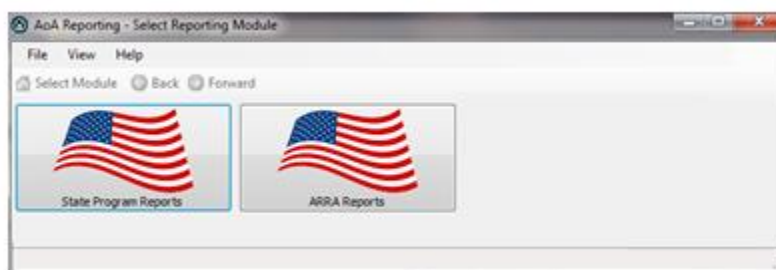 AoA Reporting - Select Reporting Module
File View Help
Select Module Back Forward
State Program Reports ARRA Reports